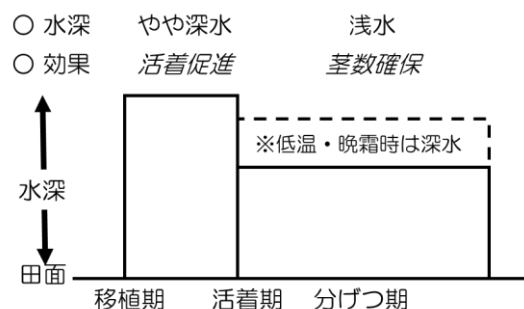 ○ 水深 やや深水 浅水
○ 効果 活着促進 茎数確保
※低温・晩霜時は深水
水深
田面
移植期 活着期 分げつ期